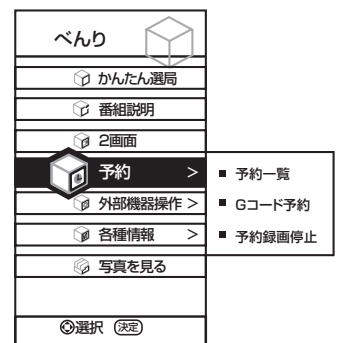 べんり
かんたん選局
番組説明
2画面
予約 >
外部機器操作 >
各種情報 >
写真を見る
選択 決定
■ 予約一覧
■ Gコード予約
■ 予約録画停止